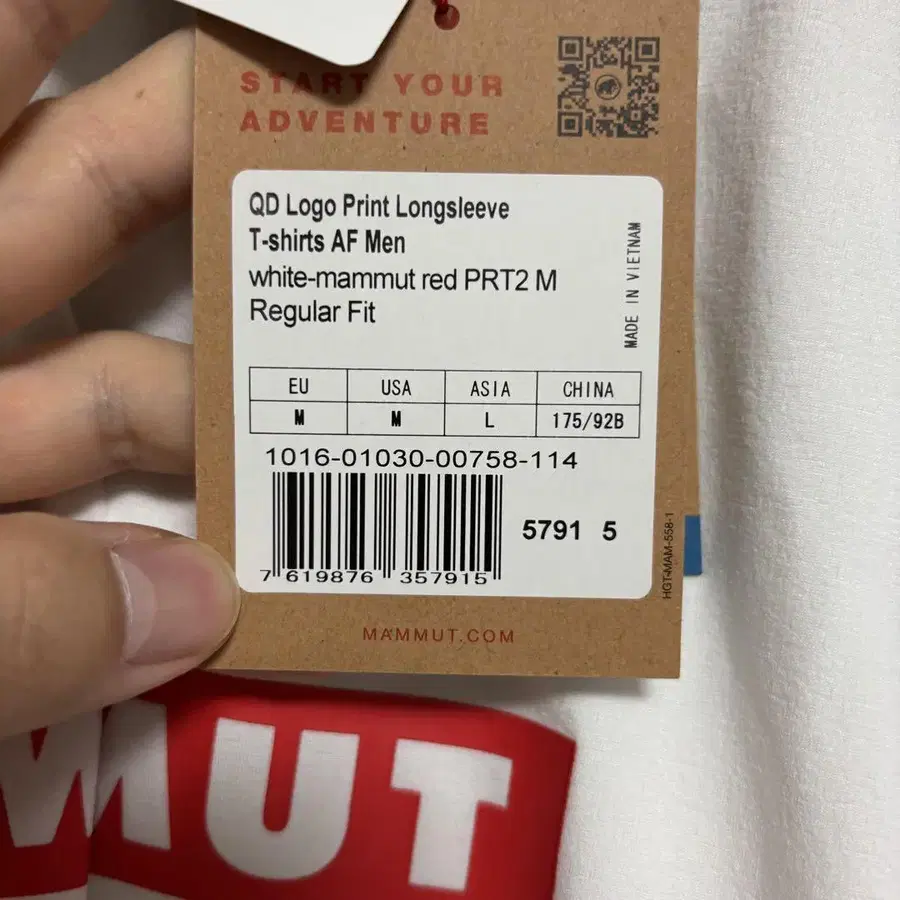 START YOUR
ADVENTURE
QD Logo Print Longsleeve
T-shirts AF Men
white-mammut red PRT2 M
Regular Fit
MADE IN VIETNAM
EU USA ASIA CHINA
M M L 175/92B
1016-01030-00758-114
5791 5
7 619876 357915
HGT-MAM-558-1
MAMMUT.COM
MMUT